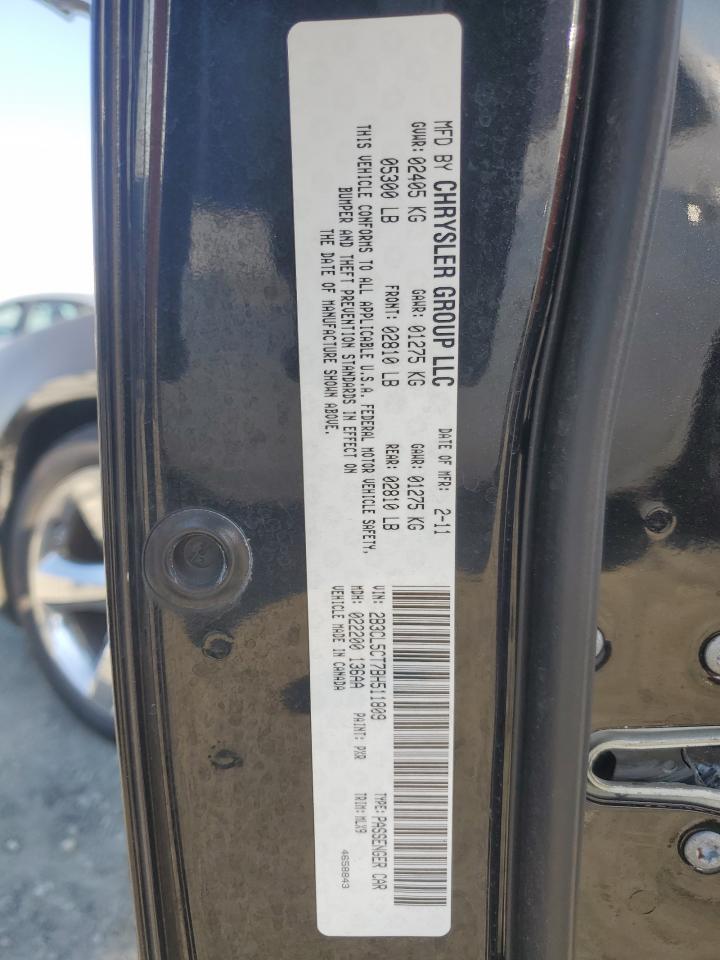 MFD BY CHRYSLER GROUP LLC
DATE OF MFR: 2-11
GVWR: 02405 KG
GAWR: 01275 KG
GAWR: 01275 KG
05300 LB
FRONT: 02810 LB
REAR: 02810 LB
THIS VEHICLE CONFORMS TO ALL APPLICABLE U.S.A. FEDERAL MOTOR VEHICLE SAFETY,
BUMPER AND THEFT PREVENTION STANDARDS IN EFFECT ON
THE DATE OF MANUFACTURE SHOWN ABOVE.
VIN: 2B3CL5CT7BH511809
TYPE: PASSENGER CAR
MDH: 022200 136AA
PAINT: PXR
TRIM: MLX9
VEHICLE MADE IN CANADA
4658843